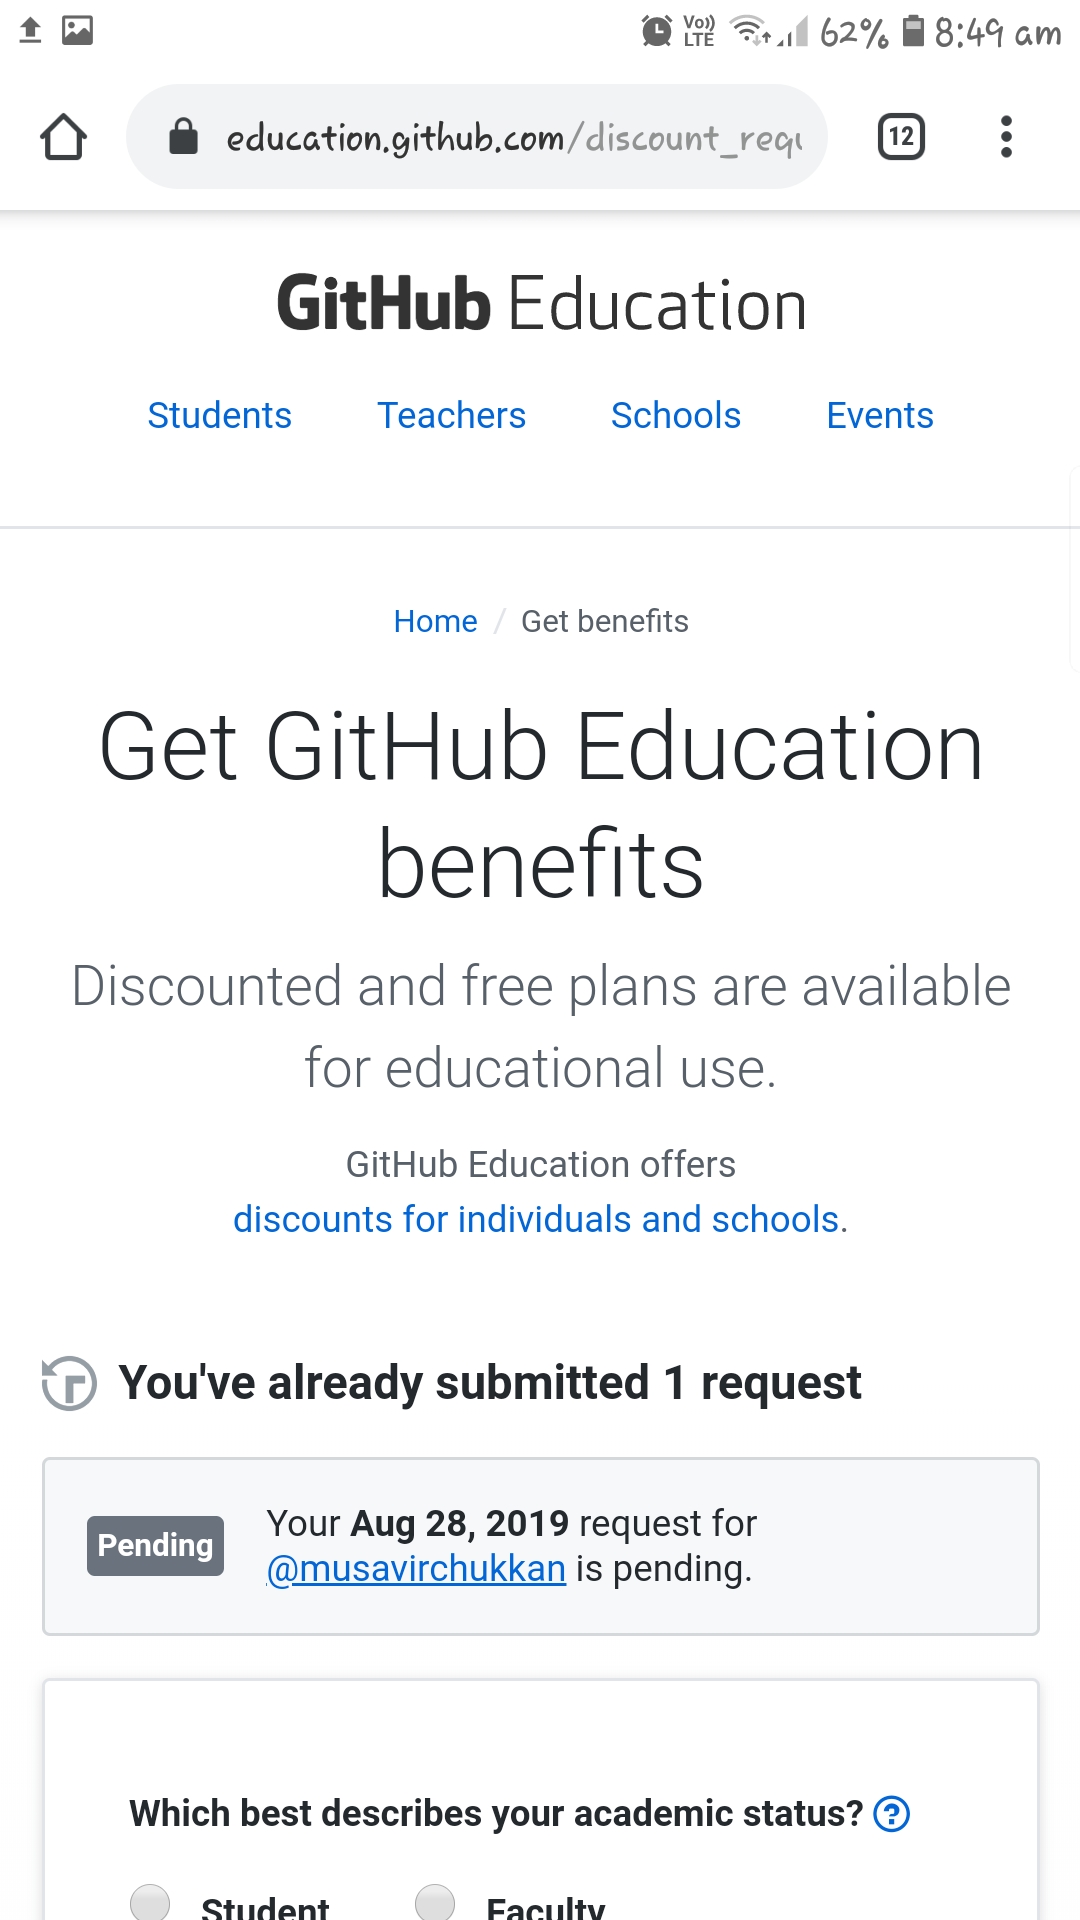 Vo)) LTE 62% 8:49 am
education.github.com/discount_requ
12
GitHub Education
Students Teachers Schools Events
Home / Get benefits
Get GitHub Education
benefits
Discounted and free plans are available
for educational use.
GitHub Education offers
discounts for individuals and schools.
You've already submitted 1 request
Pending
Your Aug 28, 2019 request for
@musavirchukkan is pending.
Which best describes your academic status? ?
Student Faculty